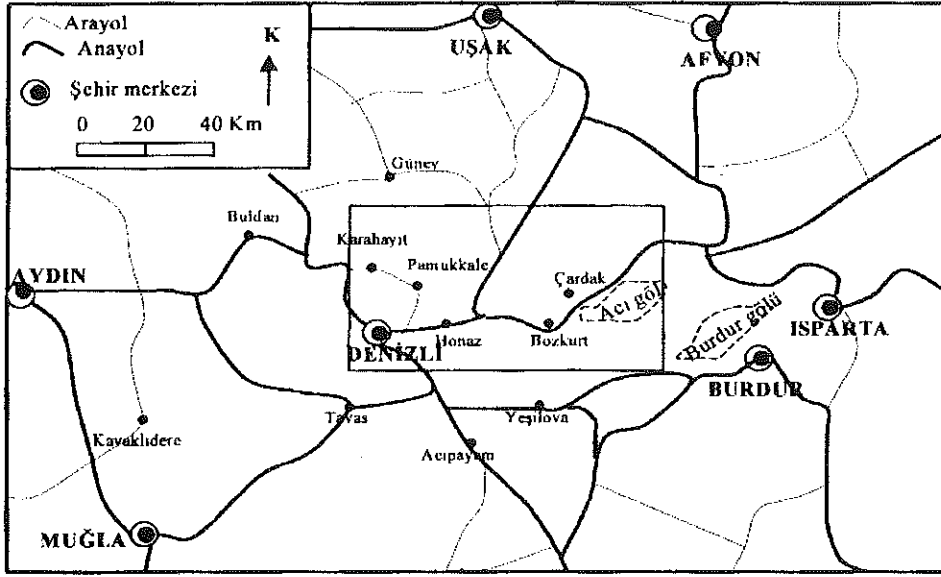 Arayol
Anayol
Şehir merkezi
0 20 40 Km
K
UŞAK
AFYON
Güney
Buldan
Karahayıt
Pamukkale
Çardak
AYDIN
Acı göl
Burdur gölü
ISPARTA
DENİZLİ
Honaz
Bozkurt
BURDUR
Tavas
Yeşilova
Kavaklıdere
Acıpayam
MUĞLA